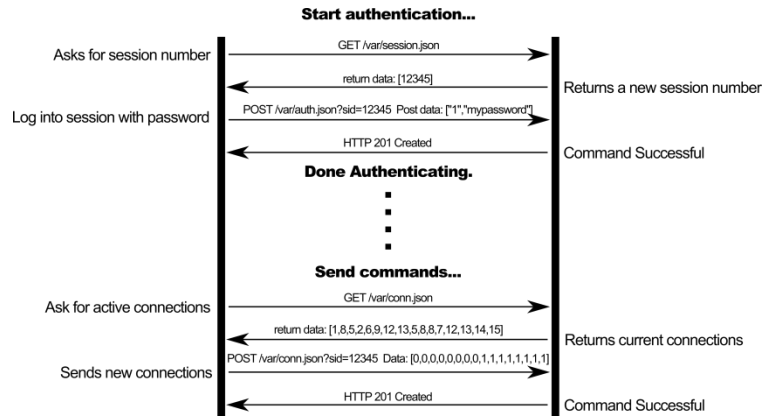 Start authentication...
Asks for session number
GET /var/session.json
return data: [12345]
Returns a new session number
Log into session with password
POST /var/auth.json?sid=12345 Post data: ["1","mypassword"]
HTTP 201 Created
Command Successful
Done Authenticating.
Send commands...
Ask for active connections
GET /var/conn.json
return data: [1,8,5,2,6,9,12,13,5,8,8,7,12,13,14,15]
Returns current connections
POST /var/conn.json?sid=12345 Data: [0,0,0,0,0,0,0,0,1,1,1,1,1,1,1,1]
Sends new connections
HTTP 201 Created
Command Successful